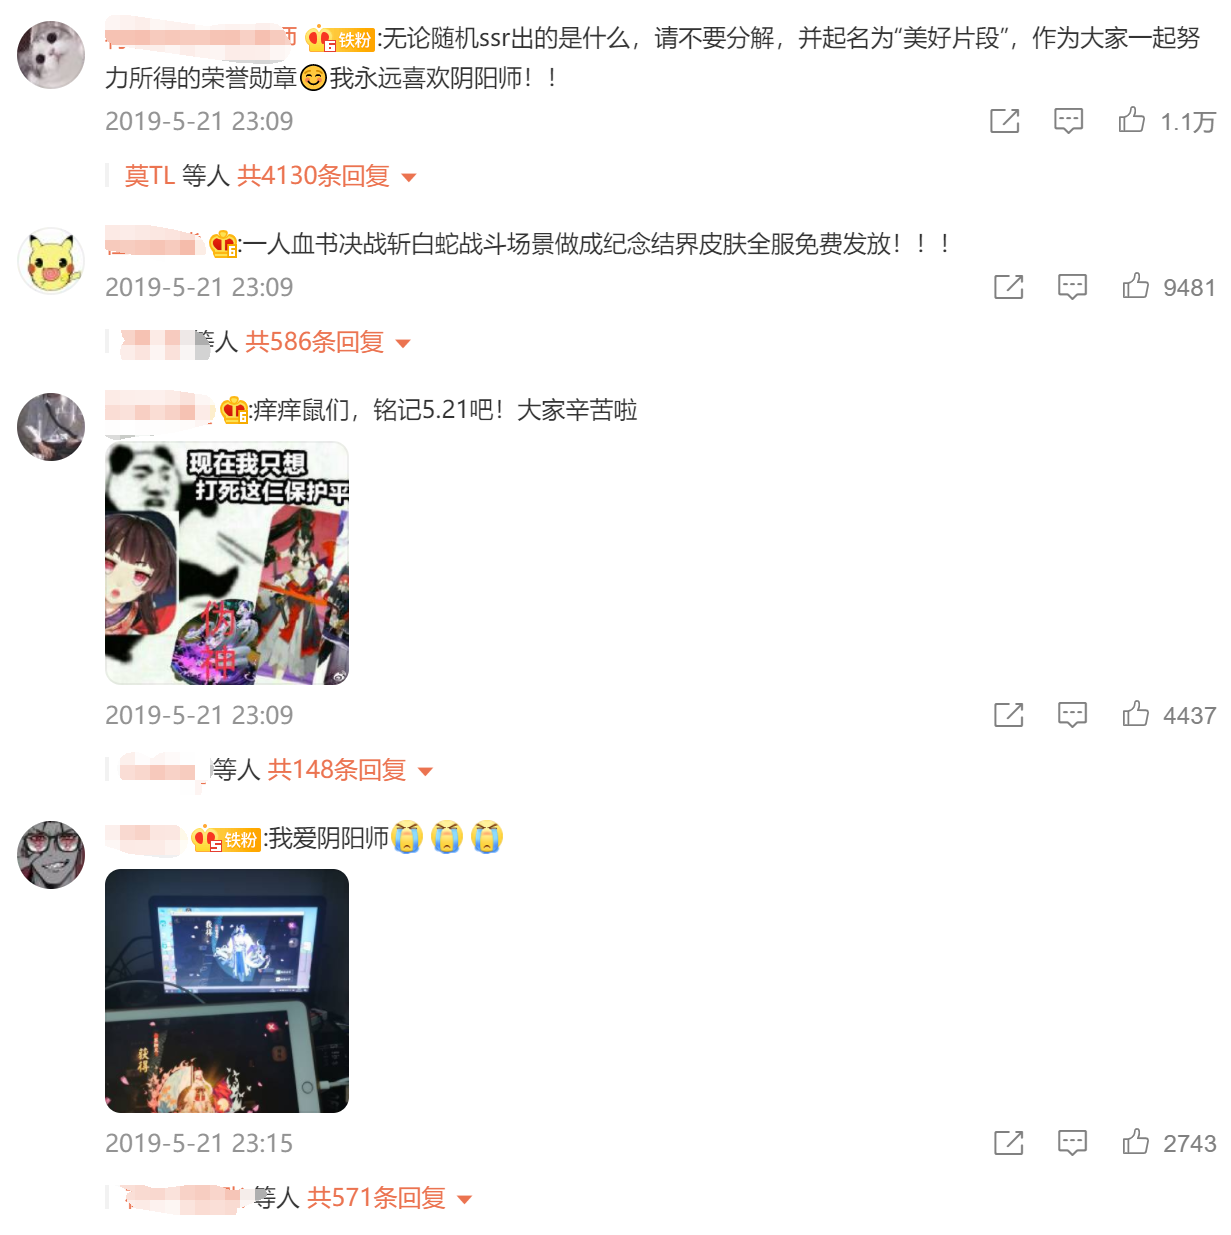 师 6 铁粉:无论随机ssr出的是什么，请不要分解，并起名为“美好片段”，作为大家一起努
力所得的荣誉勋章😊我永远喜欢阴阳师！！
2019-5-21 23:09 1.1万
莫TL 等人 共4130条回复
6:一人血书决战斩白蛇战斗场景做成纪念结界皮肤全服免费发放！！！
2019-5-21 23:09 9481
等人 共586条回复
6:痒痒鼠们，铭记5.21吧！大家辛苦啦
现在我只想
打死这仨保护平
伪
神
2019-5-21 23:09 4437
等人 共148条回复
5 铁粉:我爱阴阳师😭😭😭
获得
获得
2019-5-21 23:15 2743
等人 共571条回复